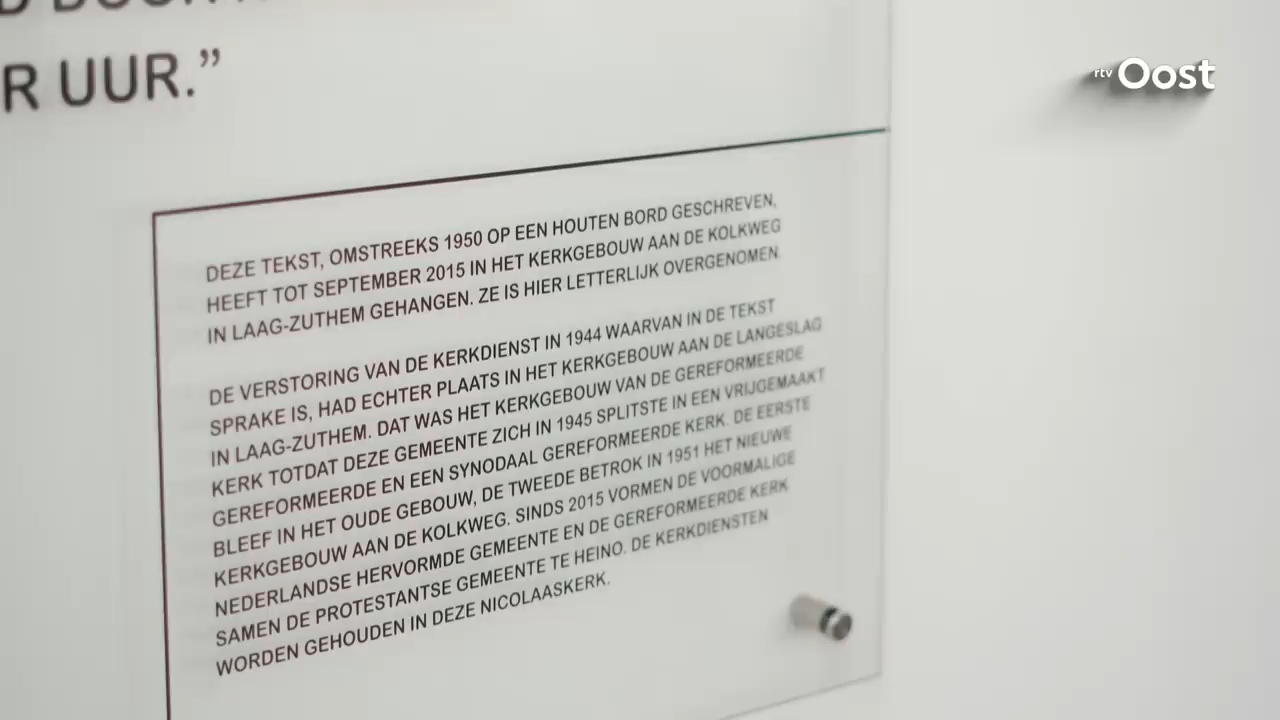 R UUR.”
rtv Oost
DEZE TEKST, OMSTREEKS 1950 OP EEN HOUTEN BORD GESCHREVEN,
HEEFT TOT SEPTEMBER 2015 IN HET KERKGEBOUW AAN DE KOLKWEG
IN LAAG-ZUTHEM GEHANGEN. ZE IS HIER LETTERLIJK OVERGENOMEN.
DE VERSTORING VAN DE KERKDIENST IN 1944 WAARVAN IN DE TEKST
SPRAKE IS, HAD ECHTER PLAATS IN HET KERKGEBOUW AAN DE LANGESLAG
IN LAAG-ZUTHEM. DAT WAS HET KERKGEBOUW VAN DE GEREFORMEERDE
KERK TOTDAT DEZE GEMEENTE ZICH IN 1945 SPLITSTE IN EEN VRIJGEMAAKT
GEREFORMEERDE EN EEN SYNODAAL GEREFORMEERDE KERK. DE EERSTE
BLEEF IN HET OUDE GEBOUW, DE TWEEDE BETROK IN 1951 HET NIEUWE
KERKGEBOUW AAN DE KOLKWEG. SINDS 2015 VORMEN DE VOORMALIGE
NEDERLANDSE HERVORMDE GEMEENTE EN DE GEREFORMEERDE KERK
SAMEN DE PROTESTANTSE GEMEENTE TE HEINO. DE KERKDIENSTEN
WORDEN GEHOUDEN IN DEZE NICOLAASKERK.